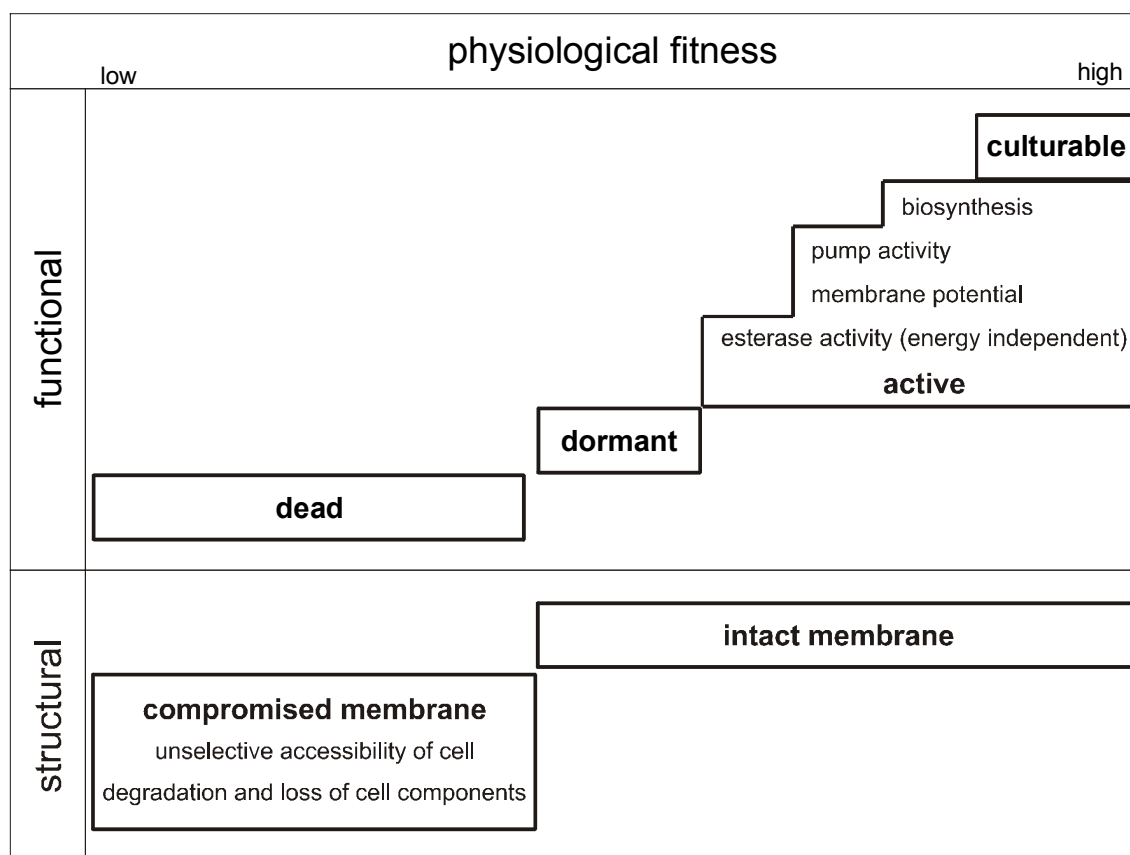 physiological fitness
low
high
functional
culturable
biosynthesis
pump activity
membrane potential
esterase activity (energy independent)
active
dormant
dead
structural
intact membrane
compromised membrane
unselective accessibility of cell
degradation and loss of cell components